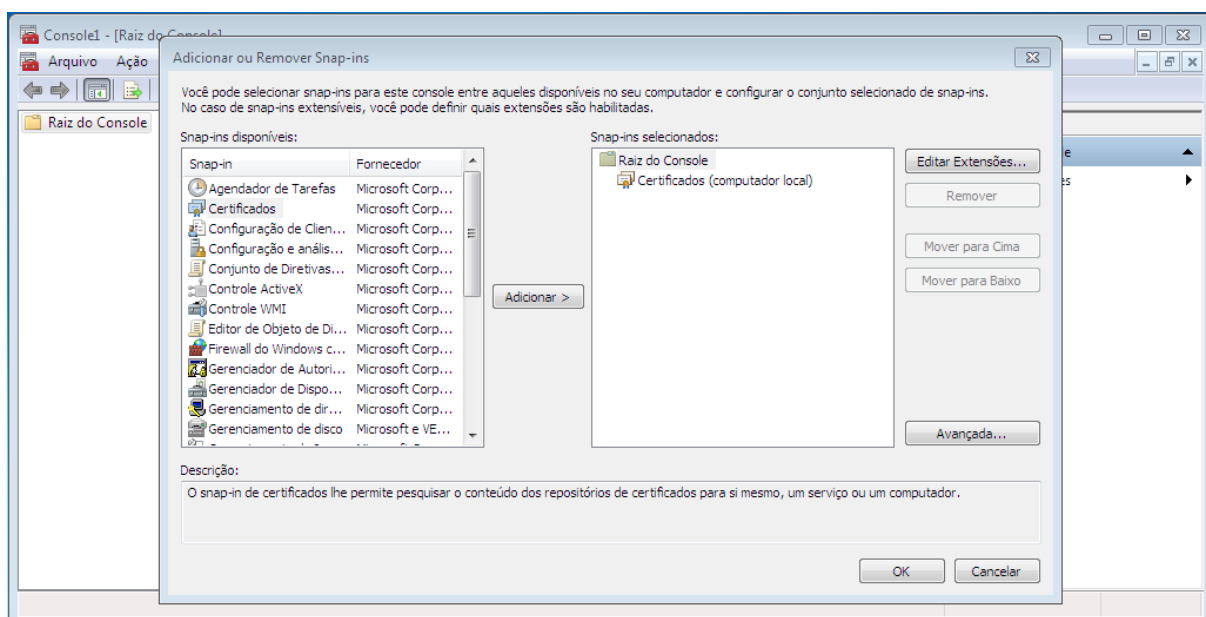 Console1 - [Raiz do Console]
Arquivo Ação
Adicionar ou Remover Snap-ins
Você pode selecionar snap-ins para este console entre aqueles disponíveis no seu computador e configurar o conjunto selecionado de snap-ins.
No caso de snap-ins extensíveis, você pode definir quais extensões são habilitadas.
Raiz do Console
Snap-ins disponíveis:
Snap-in Fornecedor
Agendador de Tarefas Microsoft Corp...
Certificados Microsoft Corp...
Configuração de Clien... Microsoft Corp...
Configuração e anális... Microsoft Corp...
Conjunto de Diretivas... Microsoft Corp...
Controle ActiveX Microsoft Corp...
Controle WMI Microsoft Corp...
Editor de Objeto de Di... Microsoft Corp...
Firewall do Windows c... Microsoft Corp...
Gerenciador de Autori... Microsoft Corp...
Gerenciador de Dispo... Microsoft Corp...
Gerenciamento de dir... Microsoft Corp...
Gerenciamento de disco Microsoft e VE...
Adicionar >
Snap-ins selecionados:
Raiz do Console
Certificados (computador local)
Editar Extensões...
Remover
Mover para Cima
Mover para Baixo
Avançada...
Descrição:
O snap-in de certificados lhe permite pesquisar o conteúdo dos repositórios de certificados para si mesmo, um serviço ou um computador.
OK Cancelar